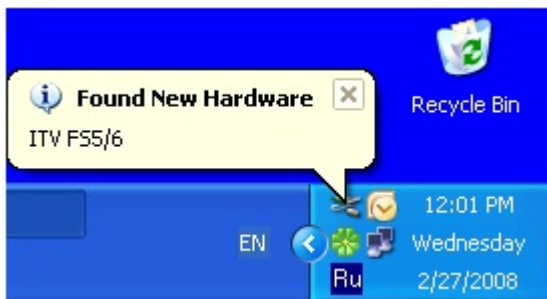 Found New Hardware
ITV FS5/6
Recycle Bin
12:01 PM
EN
Wednesday
Ru
2/27/2008